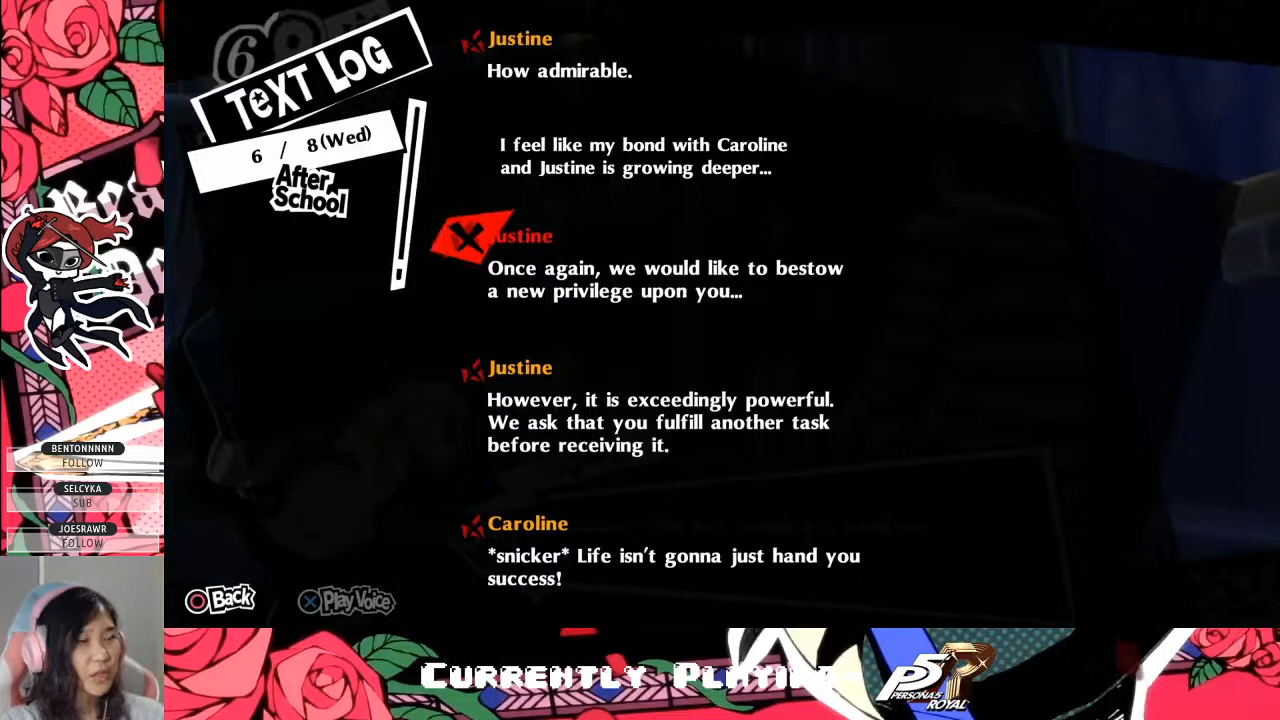 TEXT LOG
6 / 8(Wed)
After School
Justine
How admirable.
I feel like my bond with Caroline
and Justine is growing deeper...
Justine
Once again, we would like to bestow
a new privilege upon you...
Justine
However, it is exceedingly powerful.
We ask that you fulfill another task
before receiving it.
Caroline
*snicker* Life isn't gonna just hand you
success!
Back
Play Voice
BENTONNNNN
FOLLOW
SELCYKA
SUB
JOESRAWR
FOLLOW
CURRENTLY PLAYING
P5R
PERSONA5
ROYAL